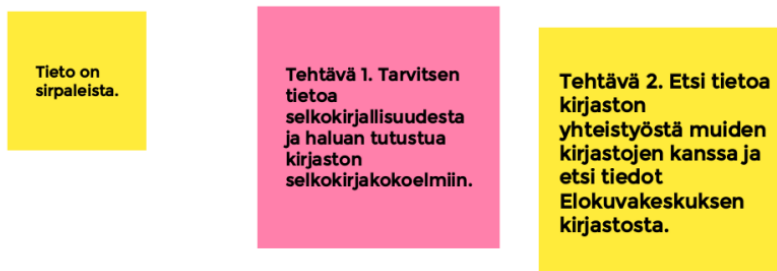 Tieto on
sirpaleista.
Tehtävä 1. Tarvitsen
tietoa
selkokirjallisuudesta
ja haluan tutustua
kirjaston
selkokirjakokoelmiin.
Tehtävä 2. Etsi tietoa
kirjaston
yhteistyöstä muiden
kirjastojen kanssa ja
etsi tiedot
Elokuvakeskuksen
kirjastosta.